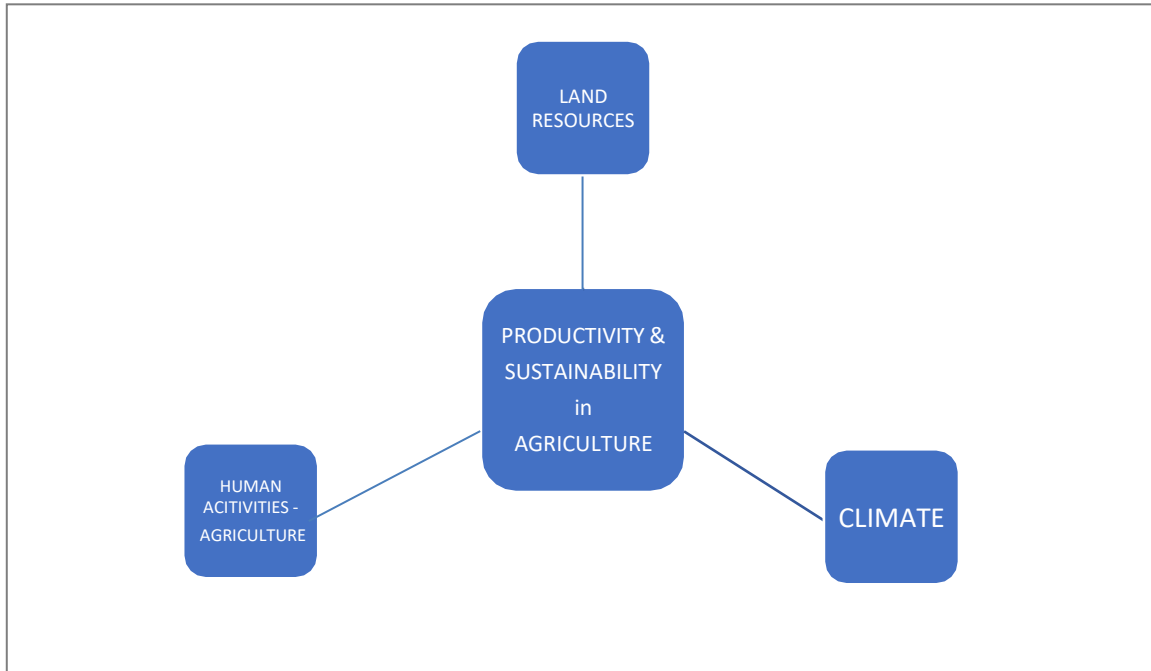 LAND
RESOURCES
PRODUCTIVITY &
SUSTAINABILITY
in
AGRICULTURE
HUMAN
ACITIVITIES -
AGRICULTURE
CLIMATE